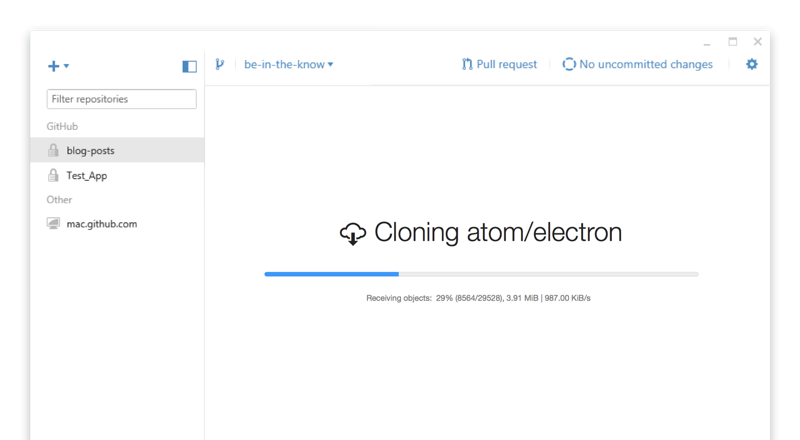 be-in-the-know
Pull request
No uncommitted changes
Filter repositories
GitHub
blog-posts
Test_App
Other
mac.github.com
Cloning atom/electron
Receiving objects: 29% (8564/29528), 3.91 MiB | 987.00 KiB/s